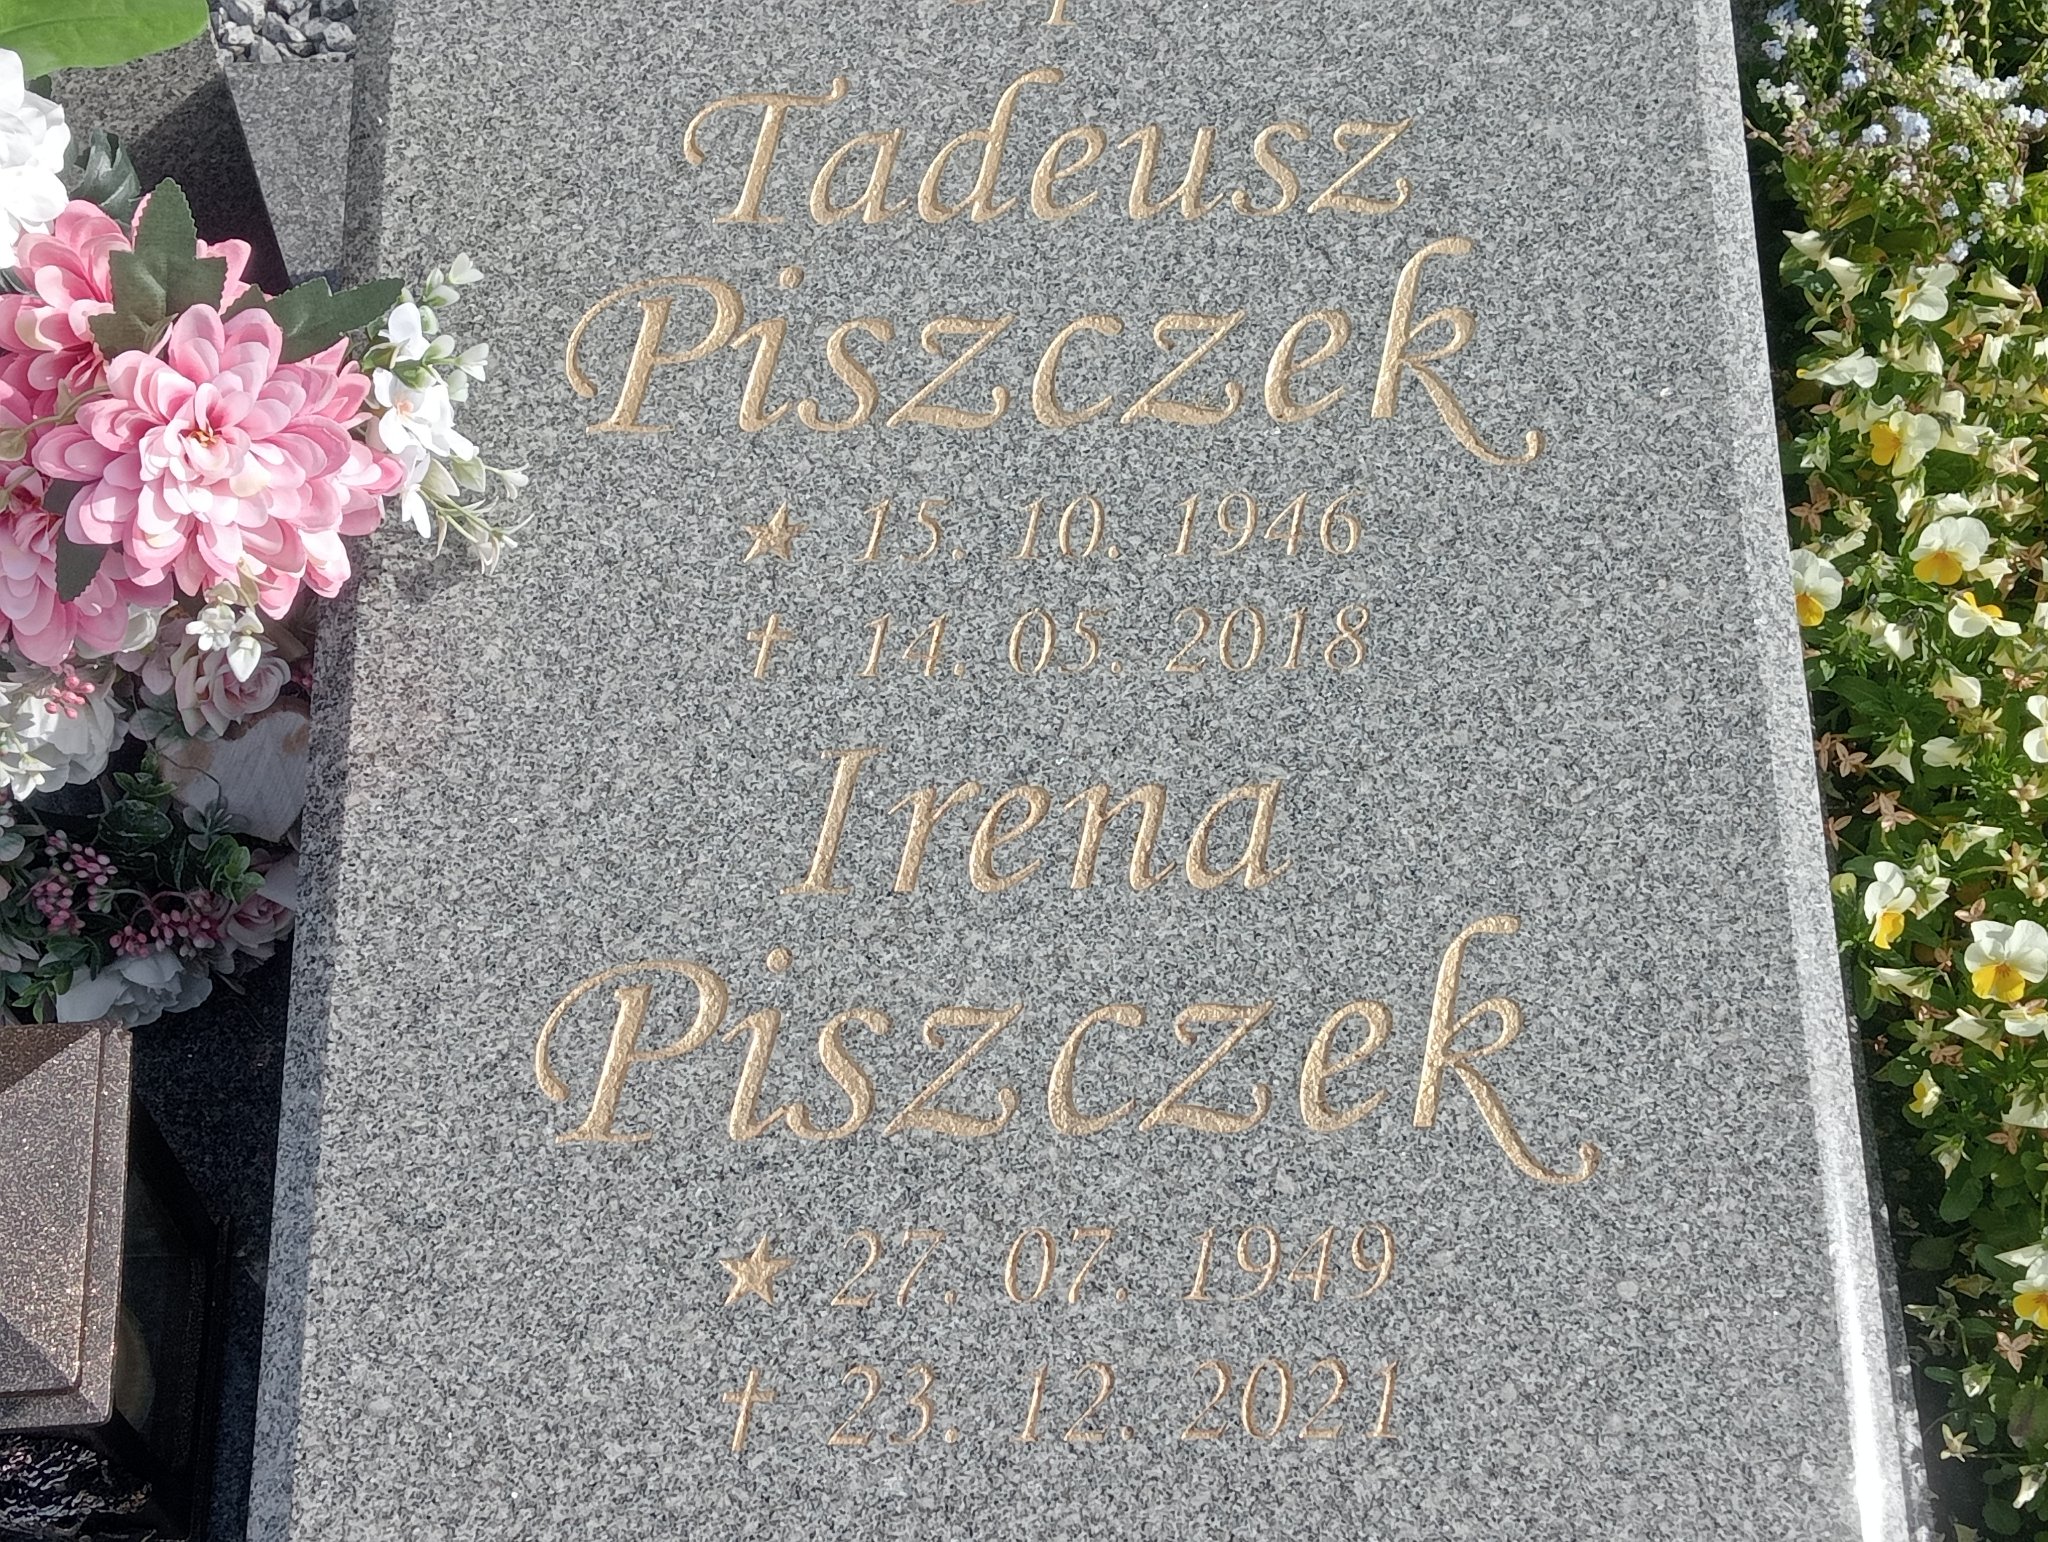 Tadeusz
Piszczek
★ 15. 10. 1946
† 14. 05. 2018
Irena
Piszczek
★ 27. 07. 1949
† 23. 12. 2021